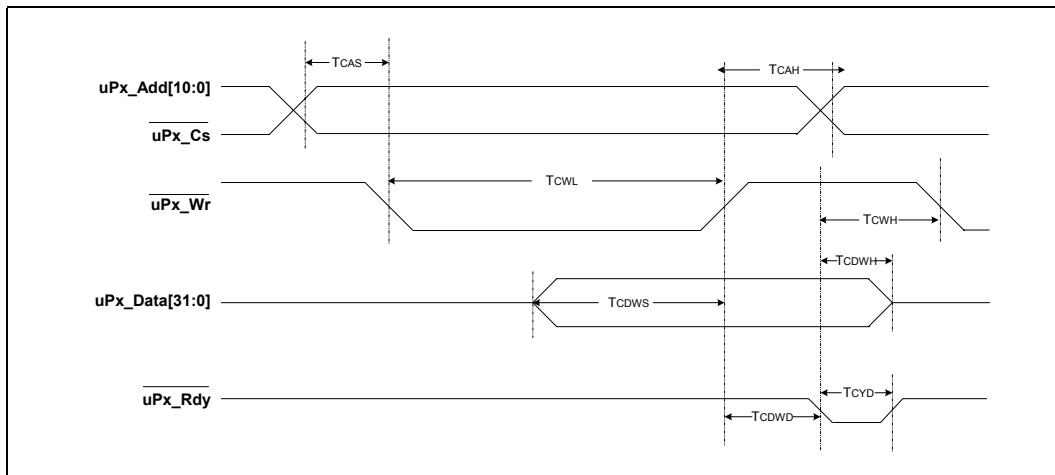 TCAS
TCAH
uPx_Add[10:0]
uPx_Cs
TCWL
uPx_Wr
TCWH
TCDWH
uPx_Data[31:0]
TCDWS
uPx_Rdy
TCYD
TCDWD